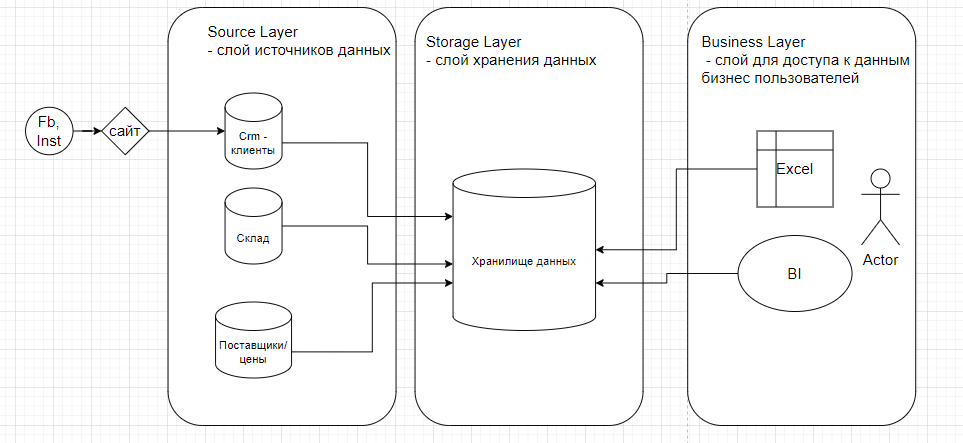 Source Layer
- слой источников данных
Storage Layer
- слой хранения данных
Business Layer
- слой для доступа к данным
бизнес пользователей
Fb,
Inst
сайт
Crm -
клиенты
Склад
Поставщики/
цены
Хранилище данных
Excel
BI
Actor